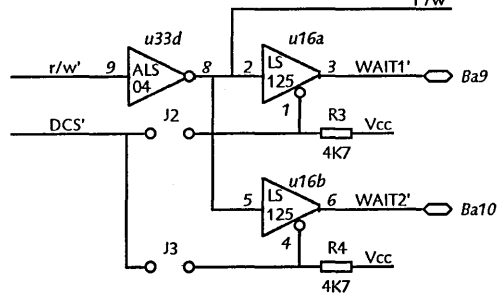 r/w
u33d
u16a
r/w' 9 ALS 8 2 LS 3 WAIT1' Ba9
04 125
1
DCS' J2 R3 Vcc
4K7
u16b
5 LS 6 WAIT2' Ba10
125
4
J3 R4 Vcc
4K7